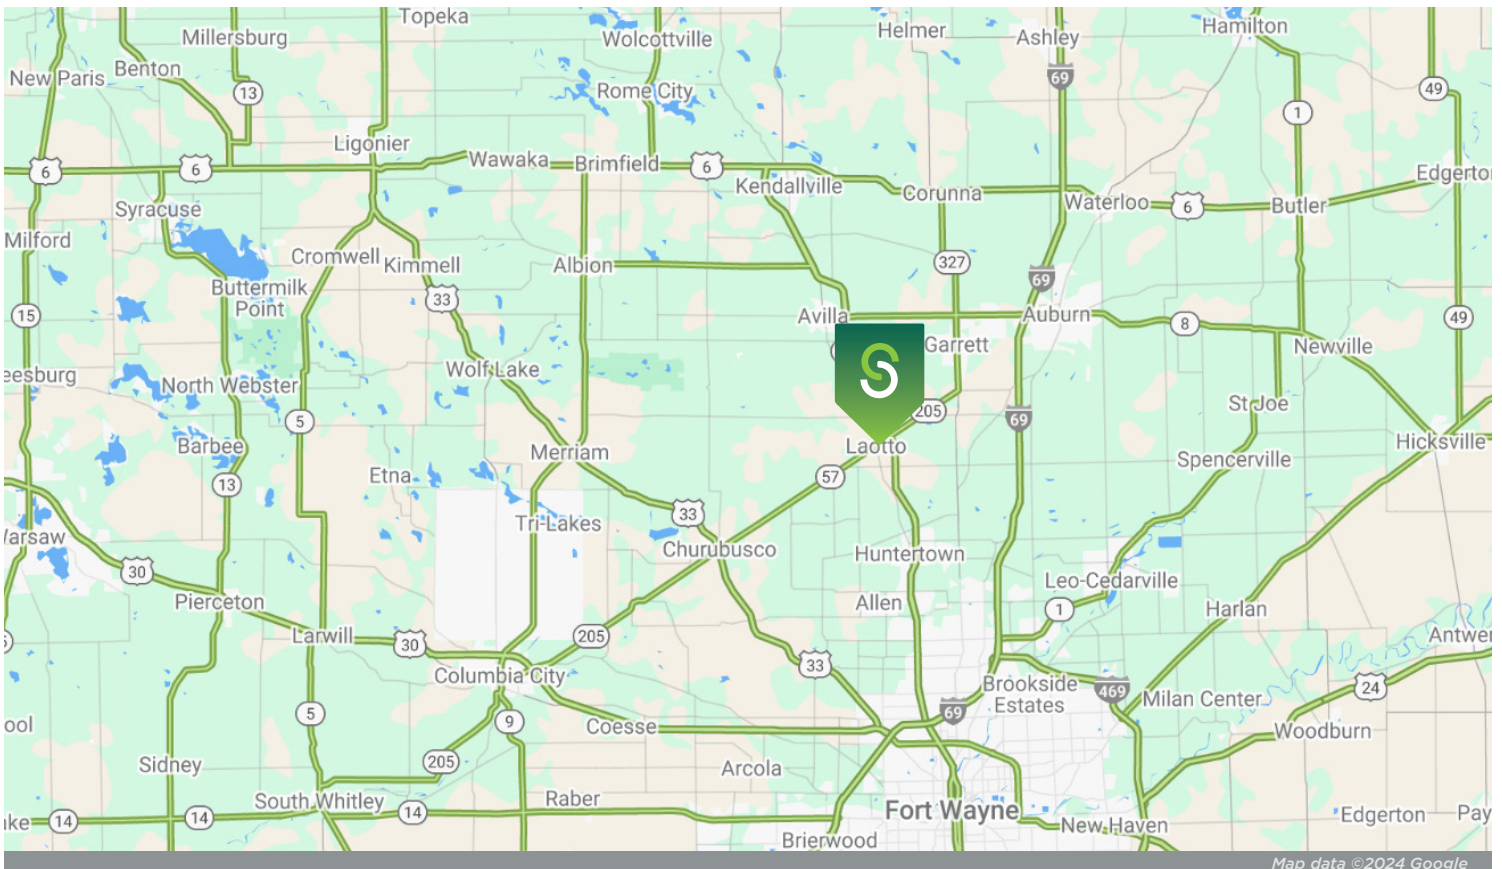 Topeka
Hamilton
Helmer
Millersburg
Wolcottville
Ashley
Benton
New Paris
69
49
Rome City
13
1
Ligonier
Wawaka
Brimfield
6
6
6
Kendallville
Corunna
Edgerto
Waterloo
6
Butler
Syracuse
Milford
Cromwell
Kimmell
Albion
327
69
Buttermilk
Point
33
15
Avilla
Auburn
8
49
Garrett
Newville
eesburg
Wolf Lake
North Webster
S
St Joe
205
5
69
Barbee
Merriam
Laotto
Hicksville
Spencerville
Etna
57
13
33
Tri-Lakes
arsaw
Churubusco
Huntertown
30
Leo-Cedarville
Pierceton
Allen
1
Harlan
Larwill
30
205
Antwer
33
Columbia City
Brookside
Estates
469
24
Milan Center
5
9
69
ool
Coesse
Woodburn
Sidney
205
Arcola
South Whitley
Raber
Fort Wayne
ke
14
14
14
Edgerton
Pay
New Haven
Brierwood
Map data ©2024 Google